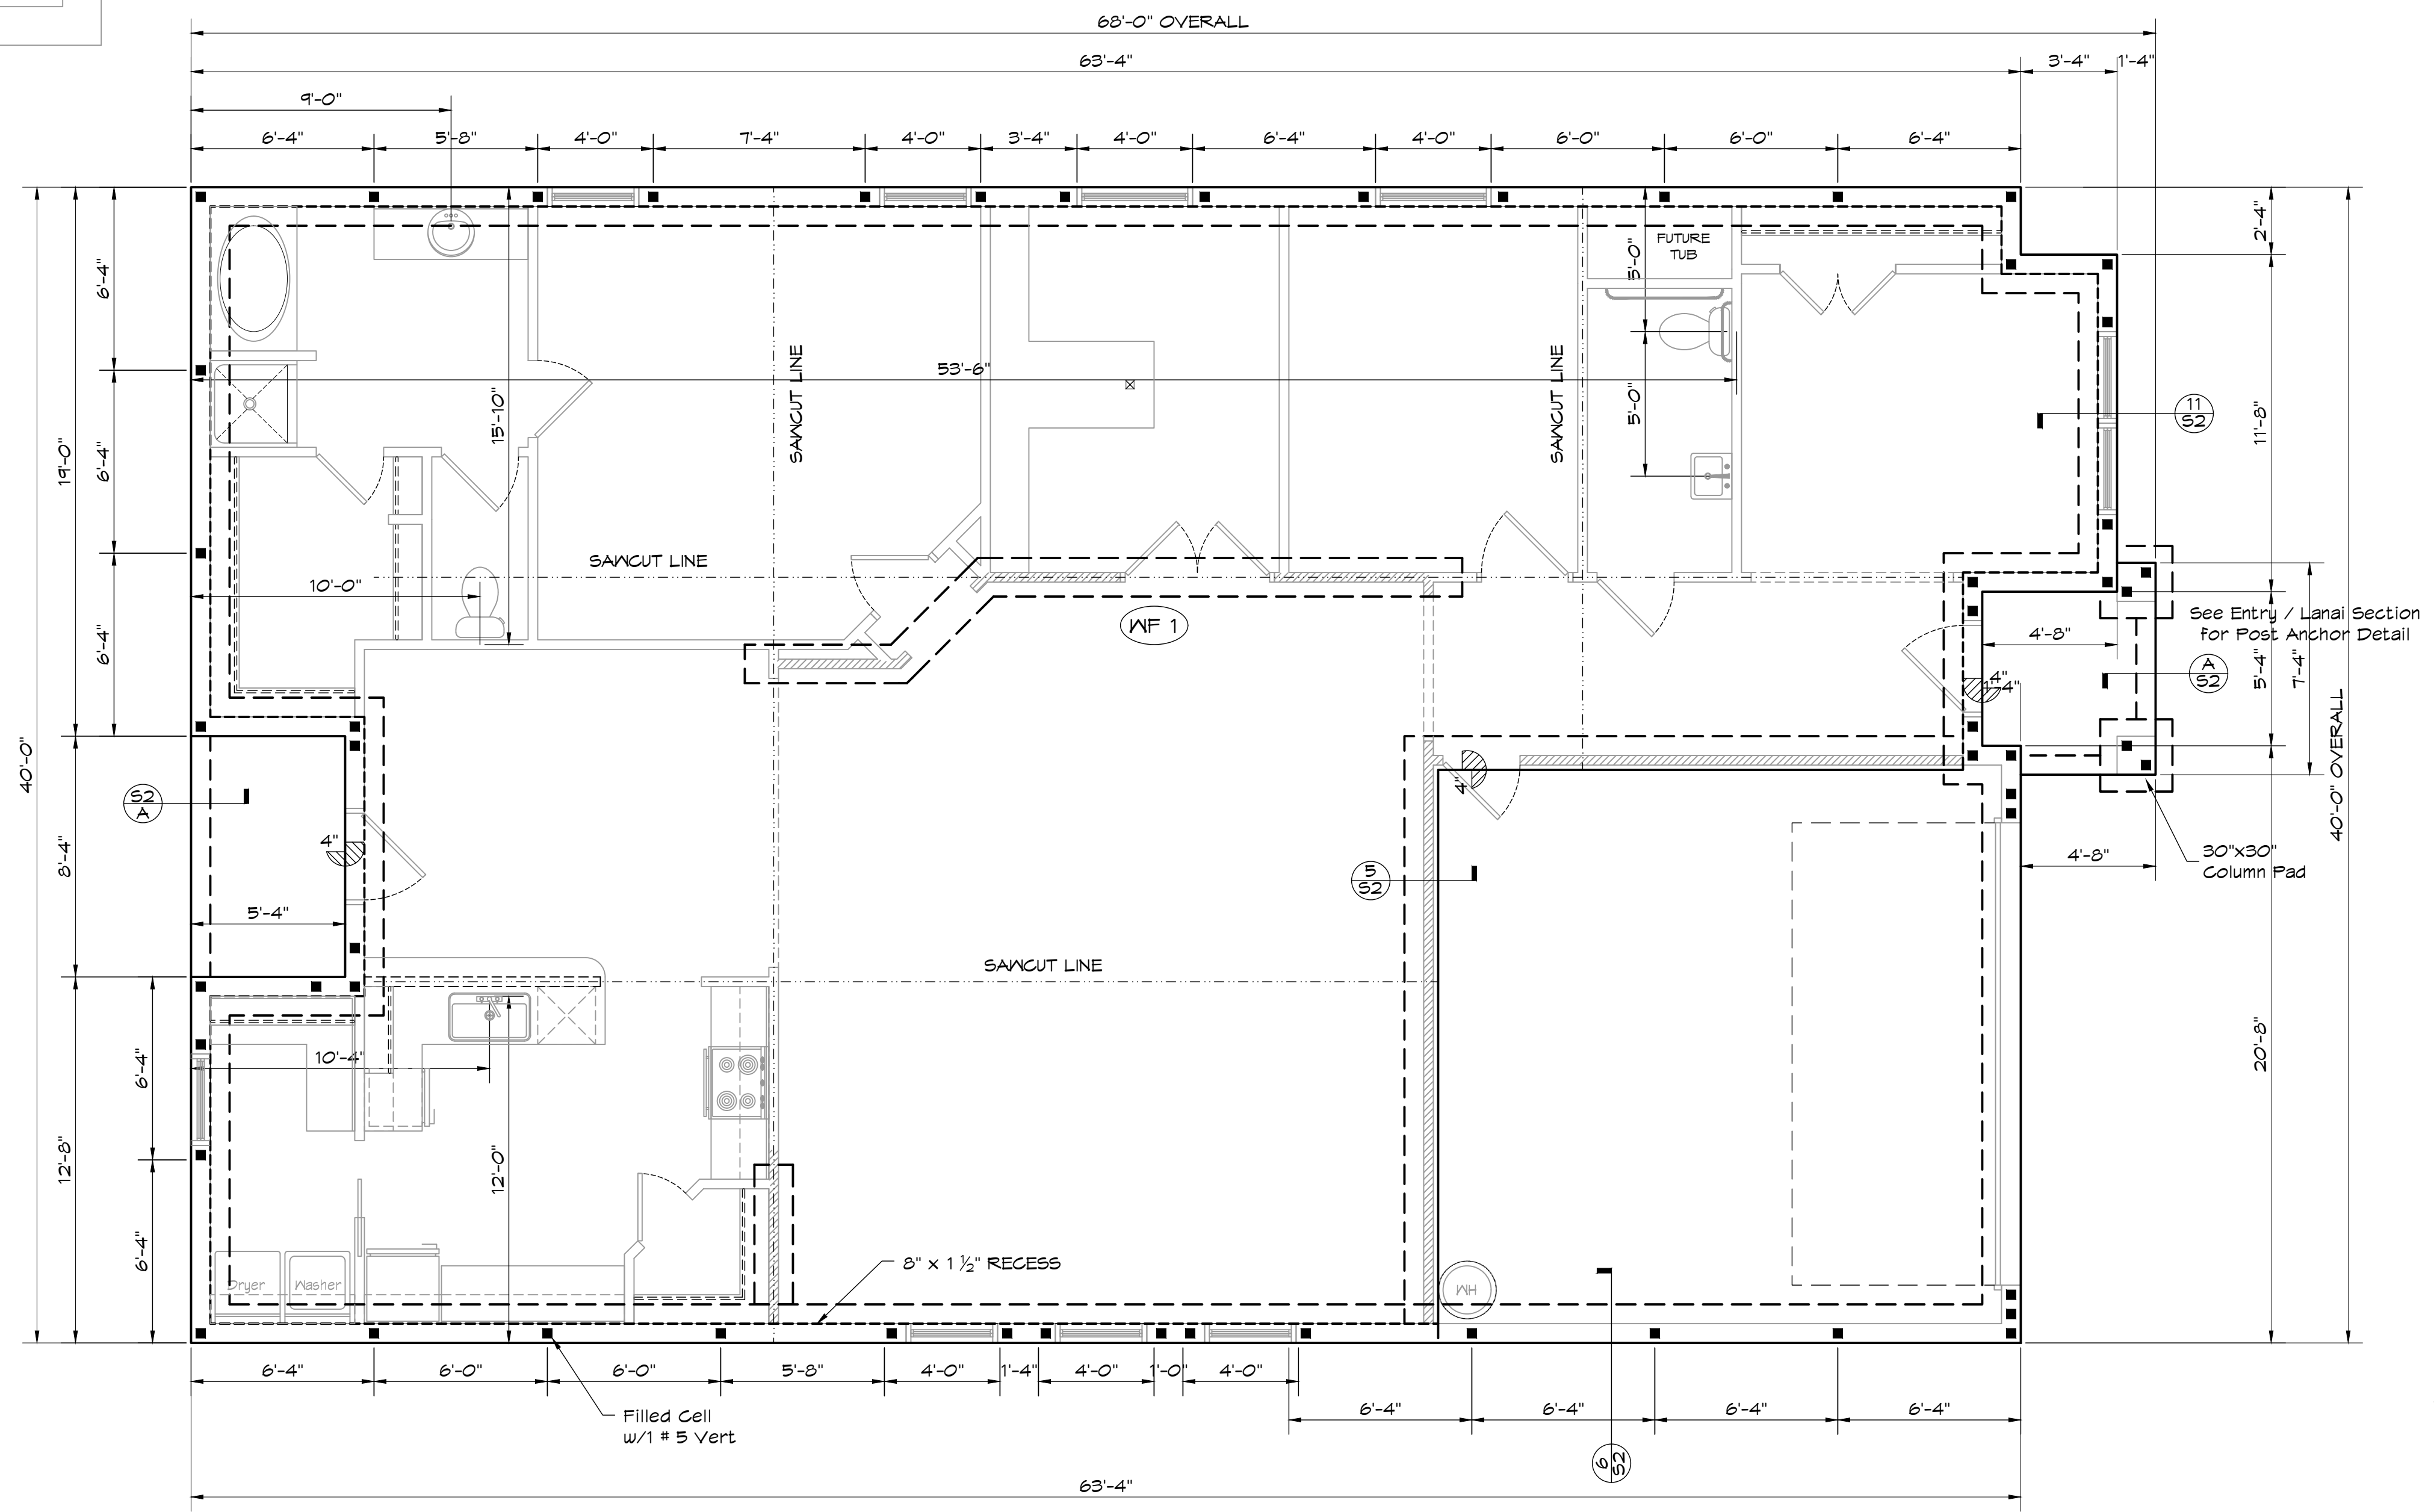 68'-0" OVERALL
63'-4"
3'-4"
1'-4"
9'-0"
6'-4"
5'-8"
4'-0"
7'-4"
4'-0"
3'-4"
4'-0"
6'-4"
4'-0"
6'-0"
6'-0"
6'-4"
40'-0"
19'-0"
8'-4"
12'-8"
6'-4"
6'-4"
6'-4"
6'-4"
6'-4"
15'-10"
SAWCUT LINE
53'-6"
SAWCUT LINE
5'-0"
FUTURE
TUB
5'-0"
2'-4"
11
S2
11'-8"
SAWCUT LINE
10'-0"
WF 1
See Entry / Lanai Section
for Post Anchor Detail
4'-8"
A
S2
5'-4"
7'-4"
4"
1'-4"
40'-0" OVERALL
S2
A
4"
4"
5
S2
4'-8"
30"x30"
Column Pad
5'-4"
SAWCUT LINE
10'-4"
20'-8"
12'-0"
8" x 1 ½" RECESS
Dryer
Washer
WH
6'-4"
6'-0"
6'-0"
5'-8"
4'-0"
1'-4"
4'-0"
1'-0"
4'-0"
6'-4"
6'-4"
6'-4"
6'-4"
Filled Cell
w/1 # 5 Vert
6
S2
63'-4"